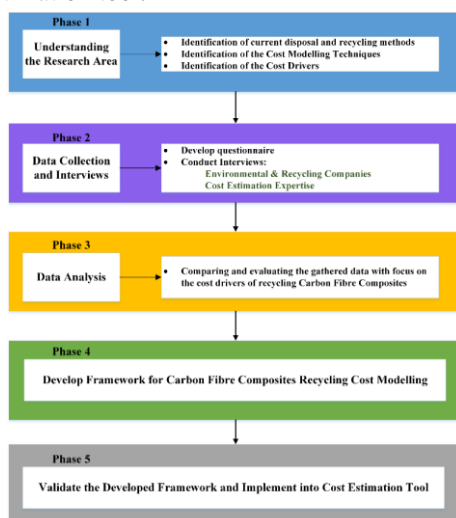 Phase 1
Understanding
the Research Area
• Identification of current disposal and recycling methods
• Identification of the Cost Modelling Techniques
• Identification of the Cost Drivers
Phase 2
Data Collection
and Interviews
• Develop questionnaire
• Conduct Interviews:
Environmental & Recycling Companies
Cost Estimation Expertise
Phase 3
Data Analysis
• Comparing and evaluating the gathered data with focus on
the cost drivers of recycling Carbon Fibre Composites
Phase 4
Develop Framework for Carbon Fibre Composites Recycling Cost Modelling
Phase 5
Validate the Developed Framework and Implement into Cost Estimation Tool